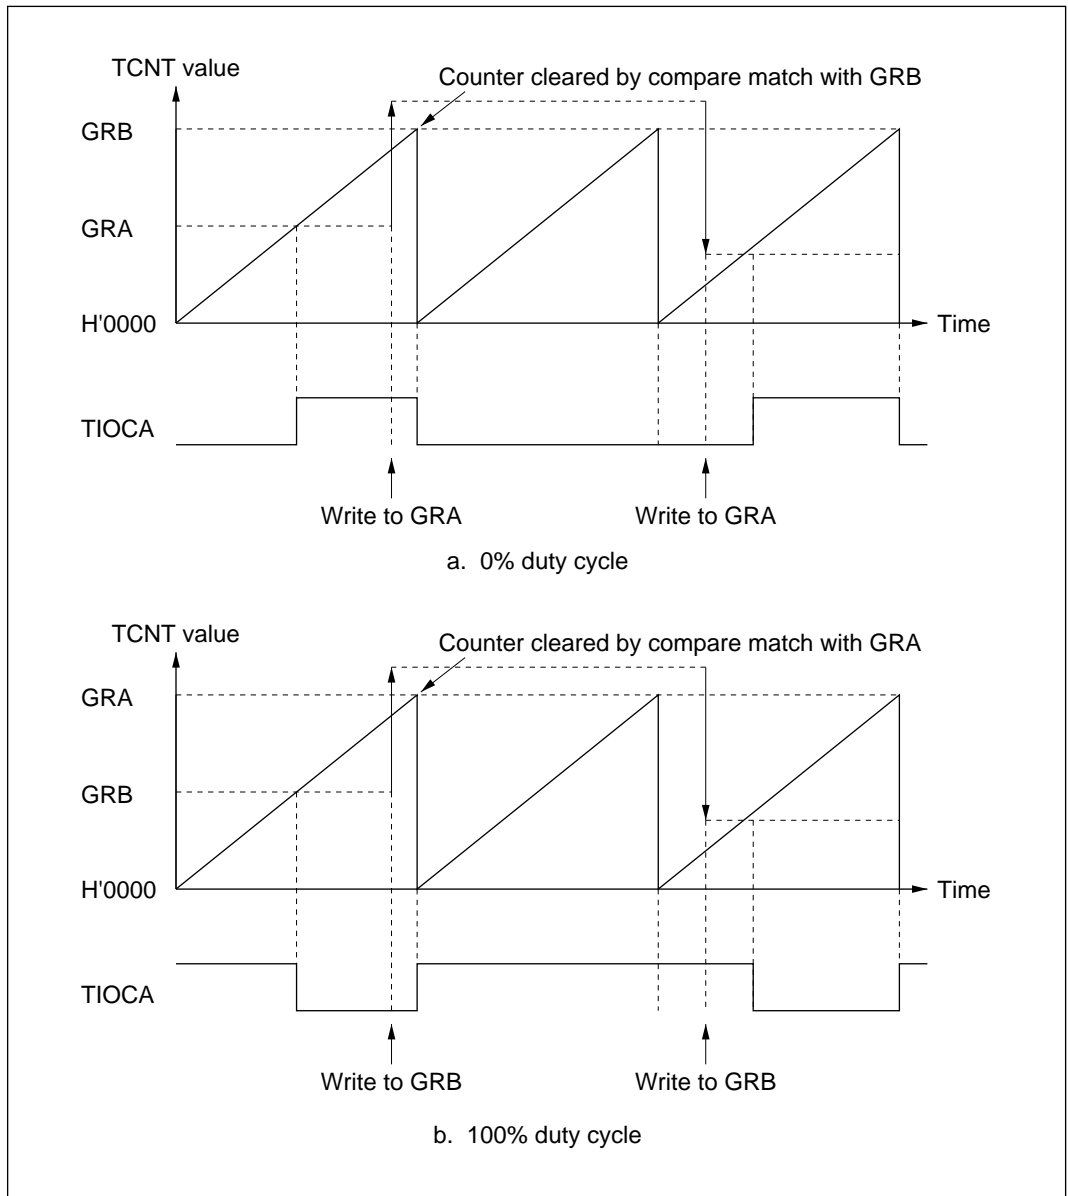 TCNT value
Counter cleared by compare match with GRB
GRB
GRA
H'0000
Time
TIOCA
Write to GRA
Write to GRA
a. 0% duty cycle
TCNT value
Counter cleared by compare match with GRA
GRA
GRB
H'0000
Time
TIOCA
Write to GRB
Write to GRB
b. 100% duty cycle